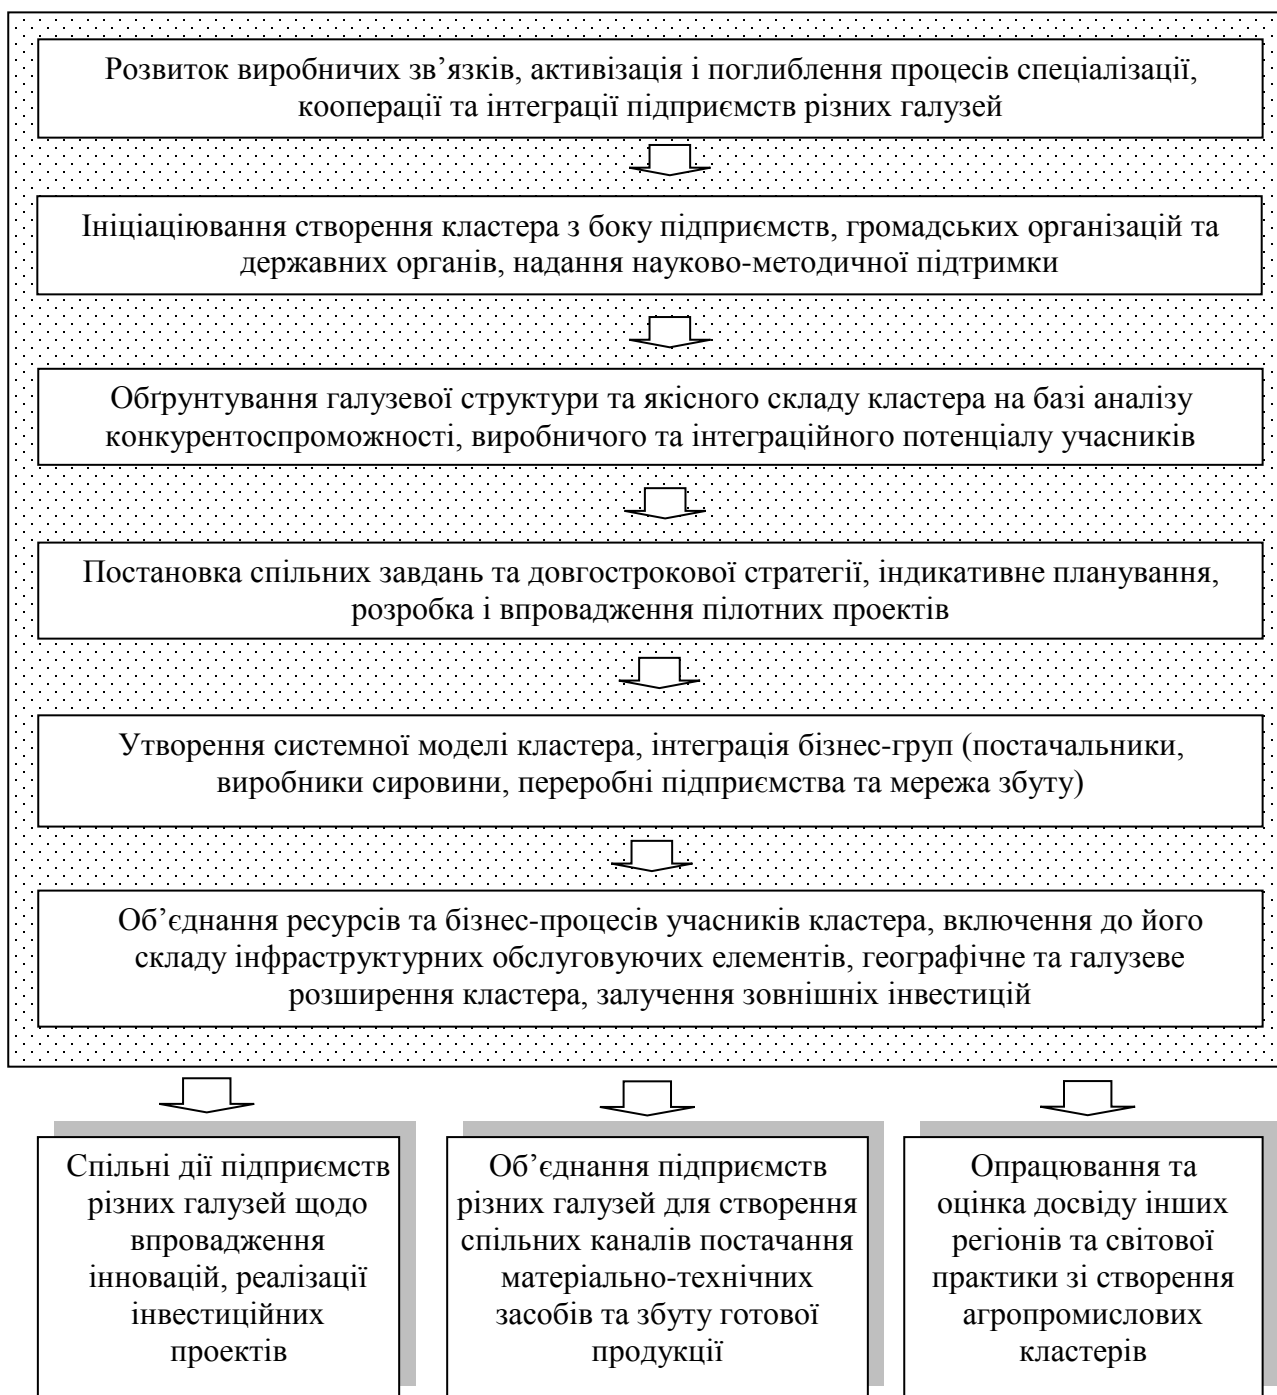 Розвиток виробничих зв’язків, активізація і поглиблення процесів спеціалізації,
кооперації та інтеграції підприємств різних галузей
Ініціаціювання створення кластера з боку підприємств, громадських організацій та
державних органів, надання науково-методичної підтримки
Обґрунтування галузевої структури та якісного складу кластера на базі аналізу
конкурентоспроможності, виробничого та інтеграційного потенціалу учасників
Постановка спільних завдань та довгострокової стратегії, індикативне планування,
розробка і впровадження пілотних проектів
Утворення системної моделі кластера, інтеграція бізнес-груп (постачальники,
виробники сировини, переробні підприємства та мережа збуту)
Об’єднання ресурсів та бізнес-процесів учасників кластера, включення до його
складу інфраструктурних обслуговуючих елементів, географічне та галузеве
розширення кластера, залучення зовнішніх інвестицій
Спільні дії підприємств
різних галузей щодо
впровадження
інновацій, реалізації
інвестиційних
проектів
Об’єднання підприємств
різних галузей для створення
спільних каналів постачання
матеріально-технічних
засобів та збуту готової
продукції
Опрацювання та
оцінка досвіду інших
регіонів та світової
практики зі створення
агропромислових
кластерів